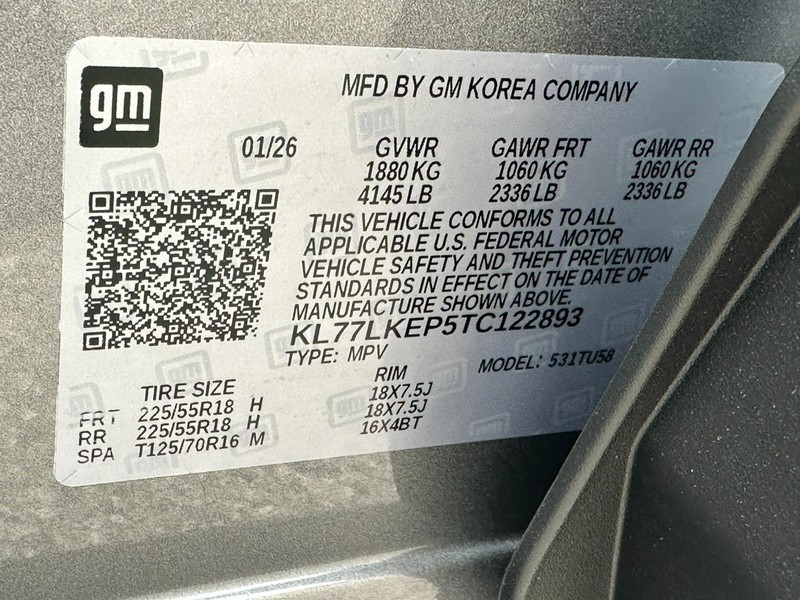 gm
MFD BY GM KOREA COMPANY
01/26 GVWR GAWR FRT GAWR RR
1880 KG 1060 KG 1060 KG
4145 LB 2336 LB 2336 LB
THIS VEHICLE CONFORMS TO ALL
APPLICABLE U.S. FEDERAL MOTOR
VEHICLE SAFETY AND THEFT PREVENTION
STANDARDS IN EFFECT ON THE DATE OF
MANUFACTURE SHOWN ABOVE.
KL77LKEP5TC122893
TYPE: MPV MODEL: 531TU58
TIRE SIZE RIM
FRT 225/55R18 H 18X7.5J
RR 225/55R18 H 18X7.5J
SPA T125/70R16 M 16X4BT